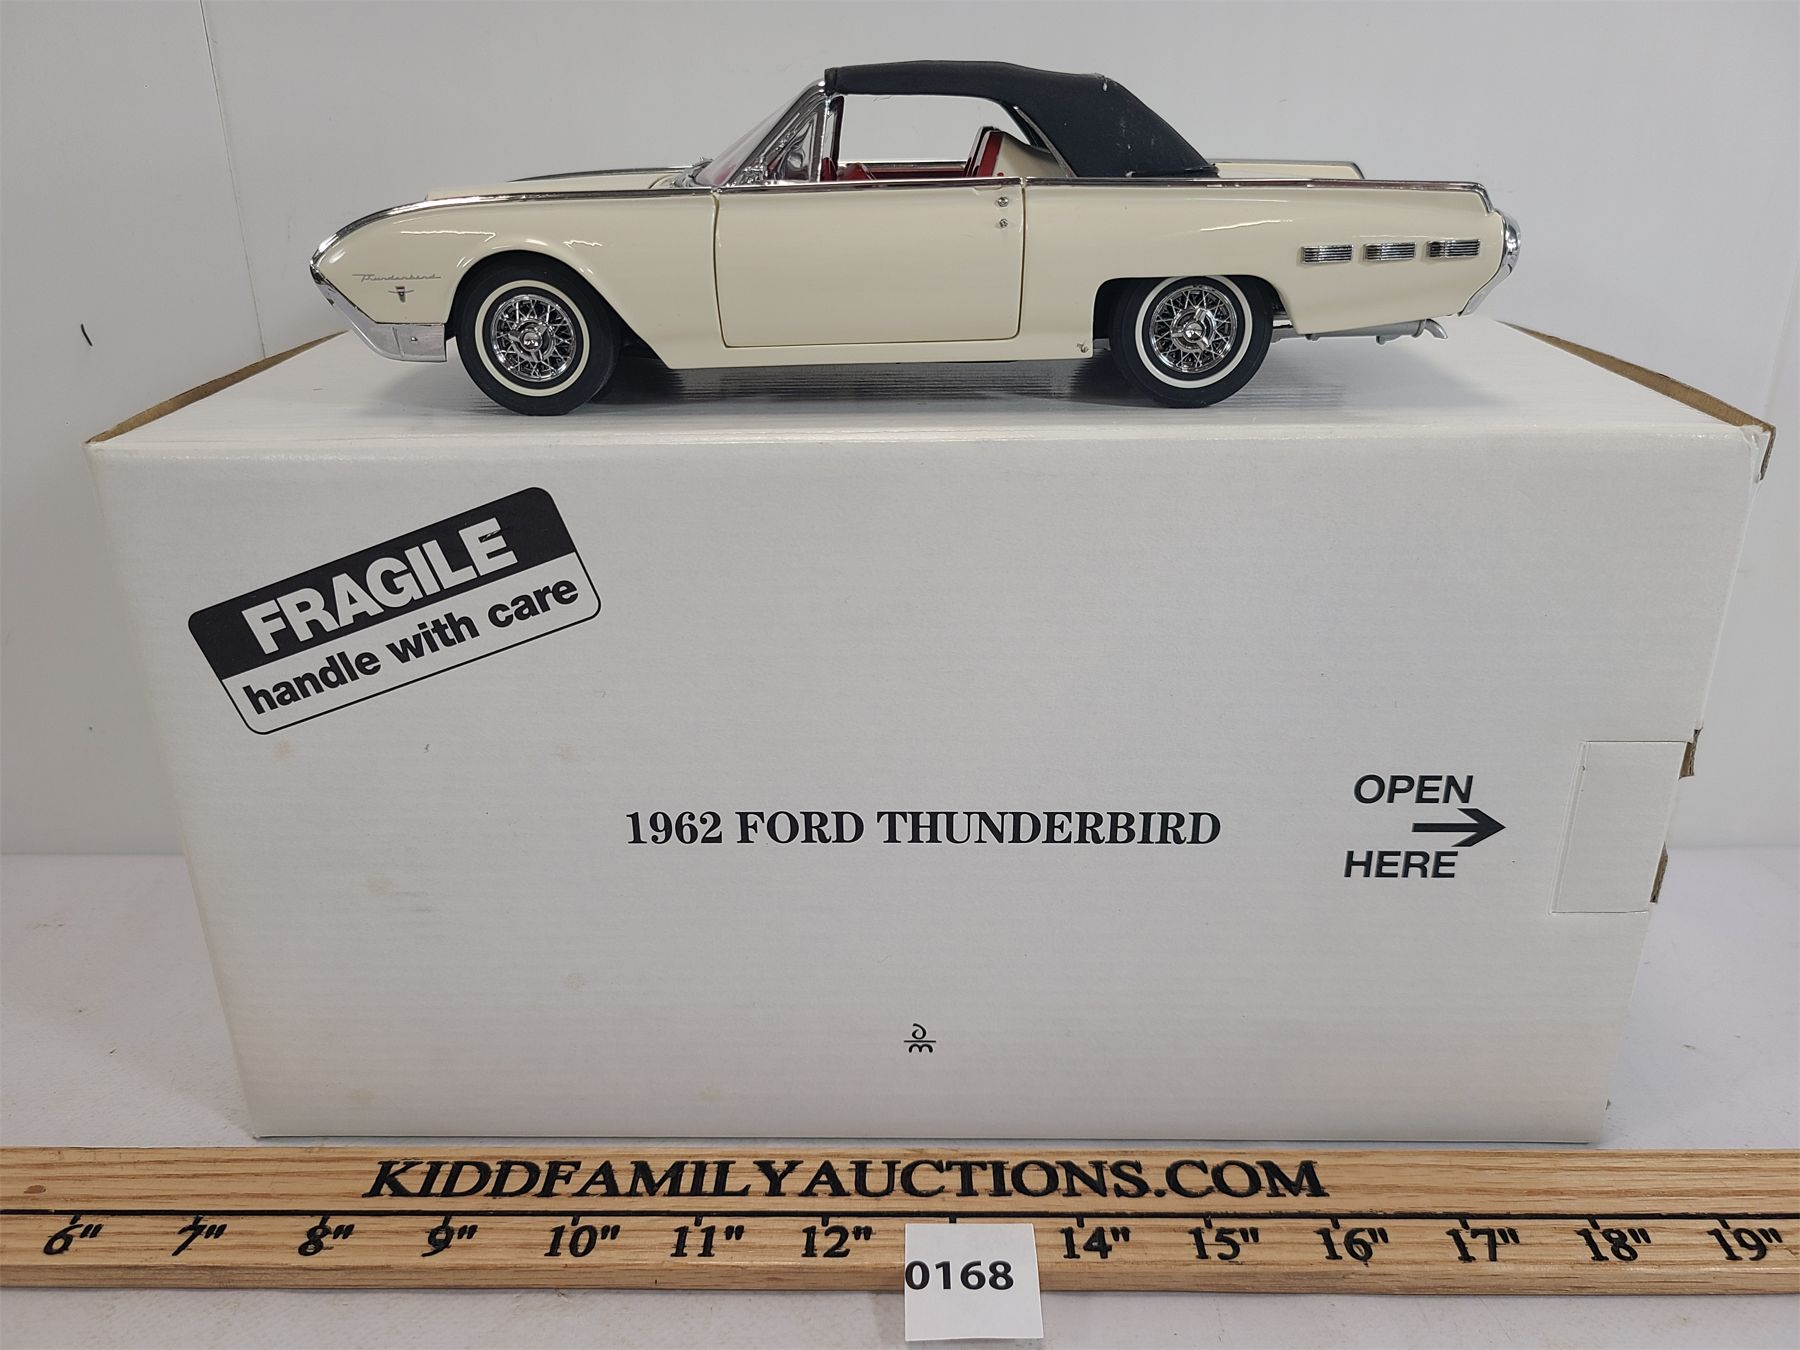 Thunderbird
FRAGILE
handle with care
1962 FORD THUNDERBIRD
OPEN
HERE
dm
KIDDFAMILYAUCTIONS.COM
6" 7" 8" 9" 10" 11" 12" 14" 15" 16" 17" 18" 19"
0168